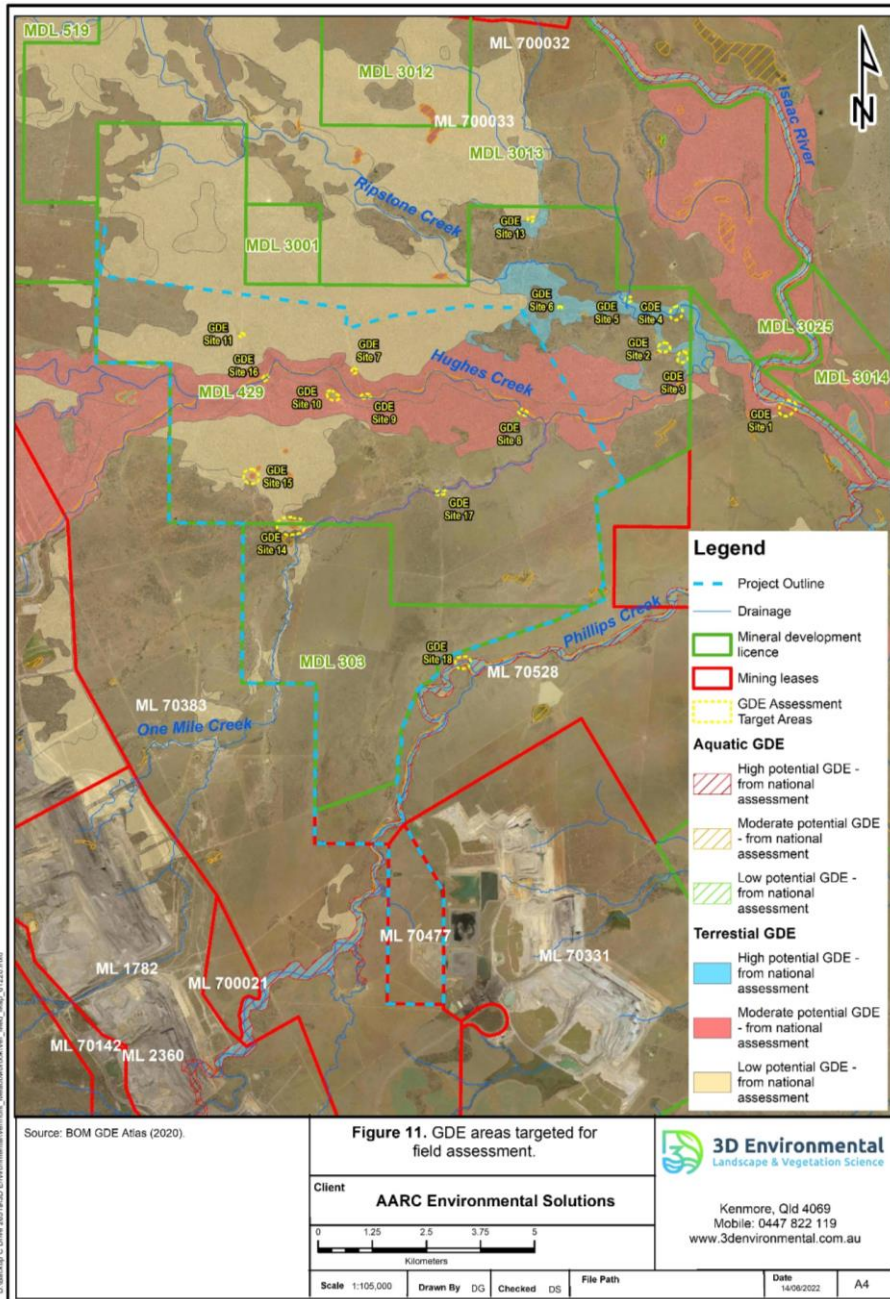 MDL 519
MDL 3012
ML 700032
ML 700033
MDL 3013
Isaac River
N
Ripstone Creek
GDE
Site 13
MDL 3001
GDE
Site 6
GDE
Site 5
GDE
Site 4
GDE
Site 11
GDE
Site 7
GDE
Site 2
MDL 3025
GDE
Site 16
Hughes Creek
GDE
Site 3
MDL 3014
MDL 429
GDE
Site 10
GDE
Site 9
GDE
Site 8
GDE
Site 1
GDE
Site 15
GDE
Site 17
GDE
Site 14
Phillips Creek
GDE
Site 18
MDL 303
ML 70528
ML 70383
One Mile Creek
ML 70477
ML 70331
ML 1782
ML 700021
ML 70142
ML 2360
Legend
Project Outline
Drainage
Mineral development
licence
Mining leases
GDE Assessment
Target Areas
Aquatic GDE
High potential GDE -
from national
assessment
Moderate potential GDE
- from national
assessment
Low potential GDE -
from national
assessment
Terrestial GDE
High potential GDE -
from national
assessment
Moderate potential GDE
- from national
assessment
Low potential GDE -
from national
assessment
Source: BOM GDE Atlas (2020).
Figure 11. GDE areas targeted for
field assessment.
Client
AARC Environmental Solutions
0 1.25 2.5 3.75 5
Kilometers
Scale 1:105,000
Drawn By DG Checked DS
File Path
Date
14/06/2022
A4
3D Environmental
Landscape & Vegetation Science
Kenmore, Qld 4069
Mobile: 0447 822 119
www.3denvironmental.com.au